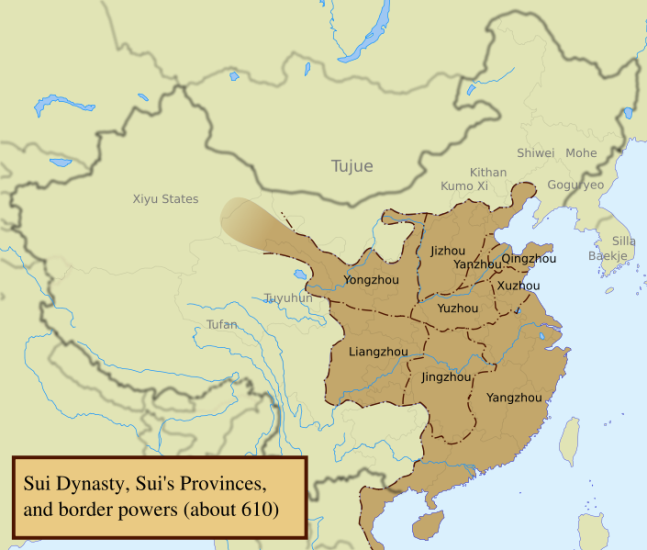 Shiwei Mohe
Tujue
Kithan
Kumo Xi
Goguryeo
Xiyu States
Silla
Baekje
Jizhou
Yanzhou
Qingzhou
Yongzhou
Xuzhou
Tuyuhun
Yuzhou
Tufan
Liangzhou
Jingzhou
Yangzhou
Sui Dynasty, Sui's Provinces,
and border powers (about 610)